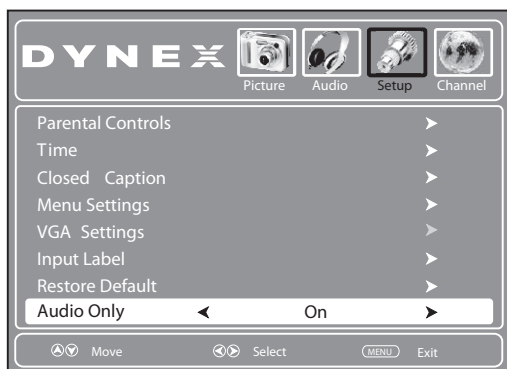 DYNEX
Picture Audio Setup Channel
Parental Controls
Time
Closed Caption
Menu Settings
VGA Settings
Input Label
Restore Default
Audio Only On
Move Select MENU Exit